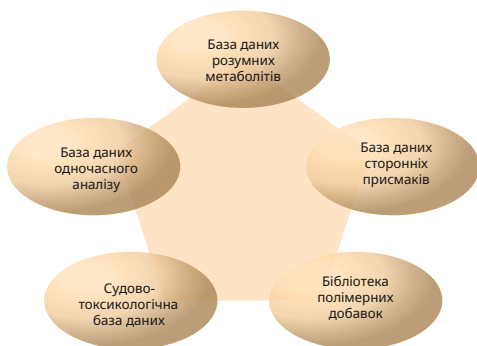 База даних
розумних
метаболітів
База даних
одночасного
аналізу
База даних
сторонніх
присмаків
Судово-
токсикологічна
база даних
Бібліотека
полімерних
добавок